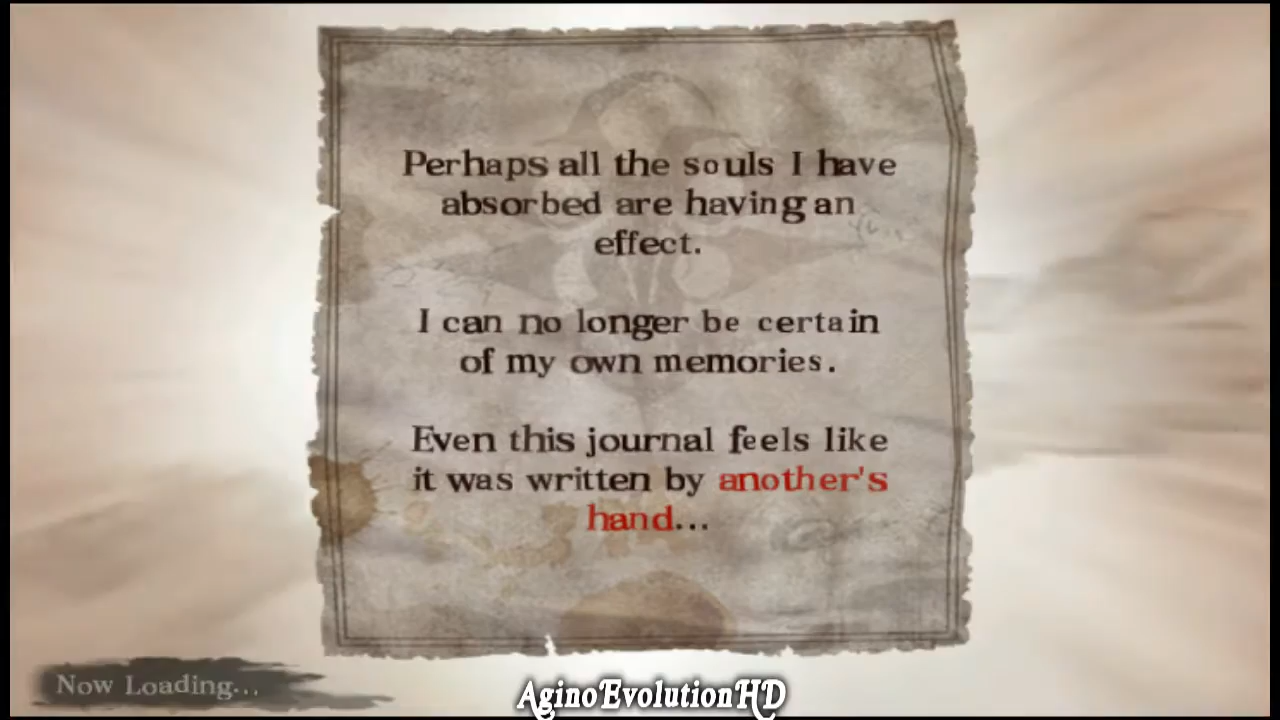 Perhaps all the souls I have
absorbed are having an
effect.
I can no longer be certain
of my own memories.
Even this journal feels like
it was written by another's
hand...
Now Loading...
AginoEvolutionHD